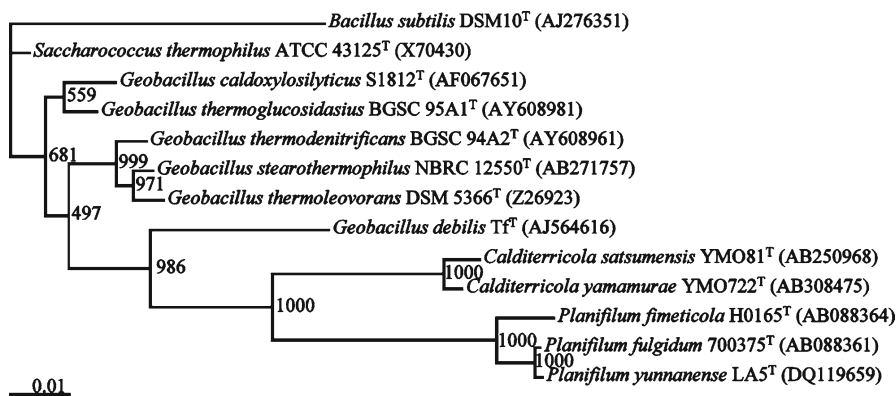 Bacillus subtilis DSM10ᵀ (AJ276351)
Saccharococcus thermophilus ATCC 43125ᵀ (X70430)
Geobacillus caldoxylosilyticus S1812ᵀ (AF067651)
559
Geobacillus thermoglucosidasius BGSC 95A1ᵀ (AY608981)
Geobacillus thermodenitrificans BGSC 94A2ᵀ (AY608961)
681
999
Geobacillus stearothermophilus NBRC 12550ᵀ (AB271757)
971
Geobacillus thermoleovorans DSM 5366ᵀ (Z26923)
497
Geobacillus debilis Tfᵀ (AJ564616)
986
Calditerricola satsumensis YMO81ᵀ (AB250968)
1000
Calditerricola yamamurae YMO722ᵀ (AB308475)
1000
Planifilum fimeticola H0165ᵀ (AB088364)
1000
Planifilum fulgidum 700375ᵀ (AB088361)
1000
Planifilum yunnanense LA5ᵀ (DQ119659)
0.01